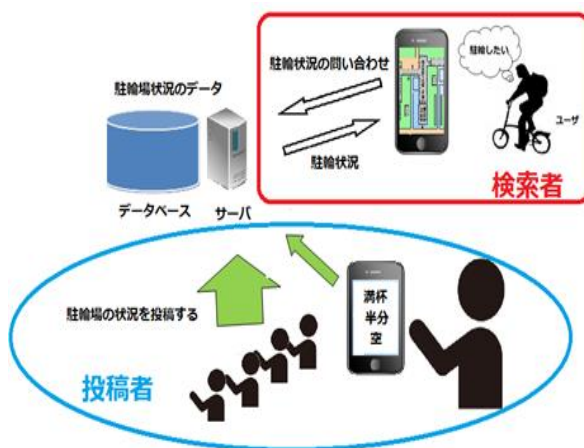 駐輪場状況のデータ
駐輪状況の問い合わせ
駐輪したい
ユーザ
駐輪状況
検索者
データベース
サーバ
駐輪場の状況を投稿する
満杯
半分
空
投稿者